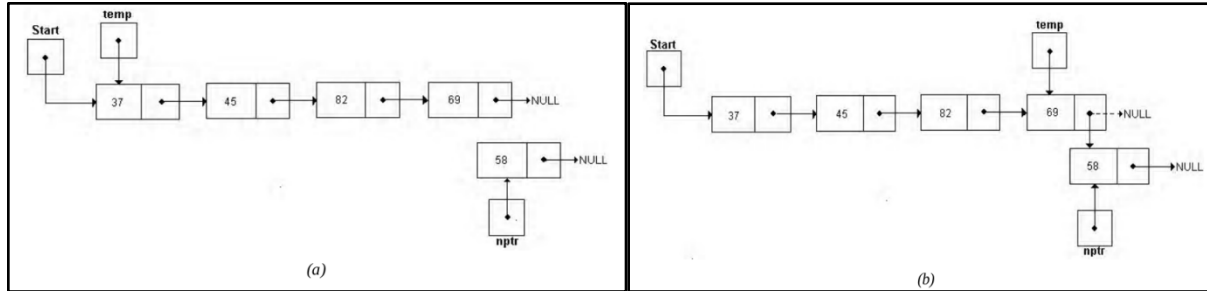 temp
Start
37 45 82 69 NULL
58 NULL
nptr
(a)
temp
Start
37 45 82 69 NULL
58 NULL
nptr
(b)